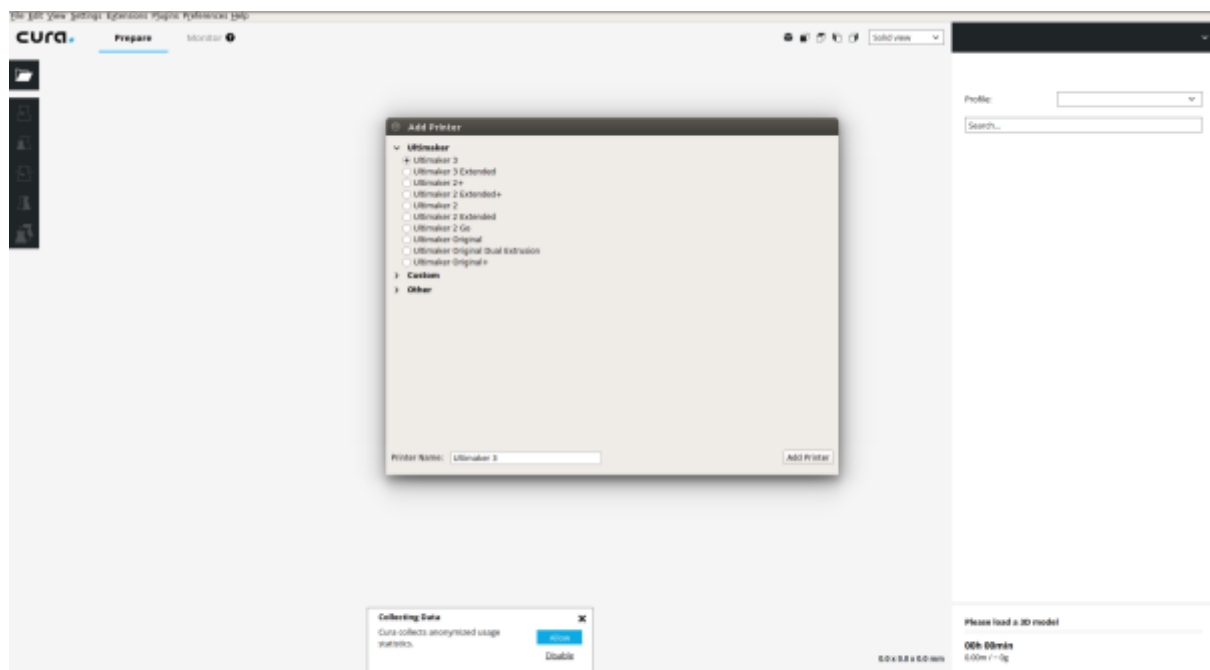 File Edit View Settings Extensions Plugins Preferences Help
cura.
Prepare
Monitor
Solid view
Profile:
Search...
Add Printer
Ultimaker
Ultimaker 3
Ultimaker 3 Extended
Ultimaker 2+
Ultimaker 2 Extended+
Ultimaker 2
Ultimaker 2 Extended
Ultimaker 2 Go
Ultimaker Original
Ultimaker Original Dual Extrusion
Ultimaker Original+
Custom
Other
Printer Name: Ultimaker 3
Add Printer
Collecting Data
Cura collects anonymized usage
statistics.
Allow
Disable
0.0 x 0.0 x 0.0 mm
Please load a 3D model
00h 00min
0.00m / ~ 0g